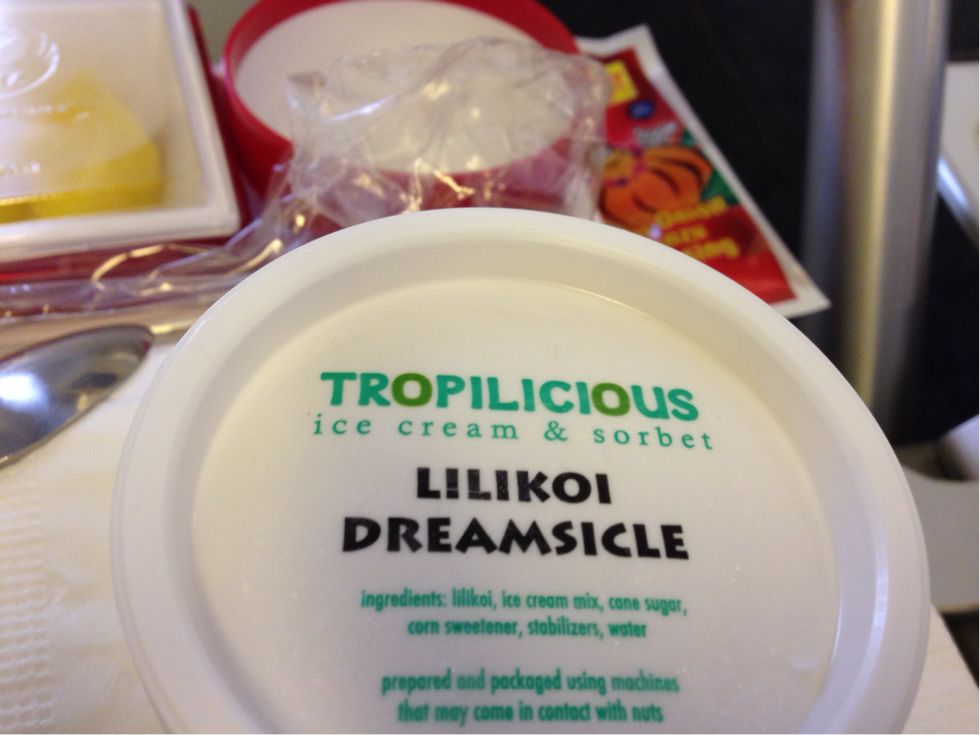 TROPILICIOUS
ice cream & sorbet
LILIKOI
DREAMSICLE
ingredients: lilikoi, ice cream mix, cane sugar,
corn sweetener, stabilizers, water
prepared and packaged using machines
that may come in contact with nuts